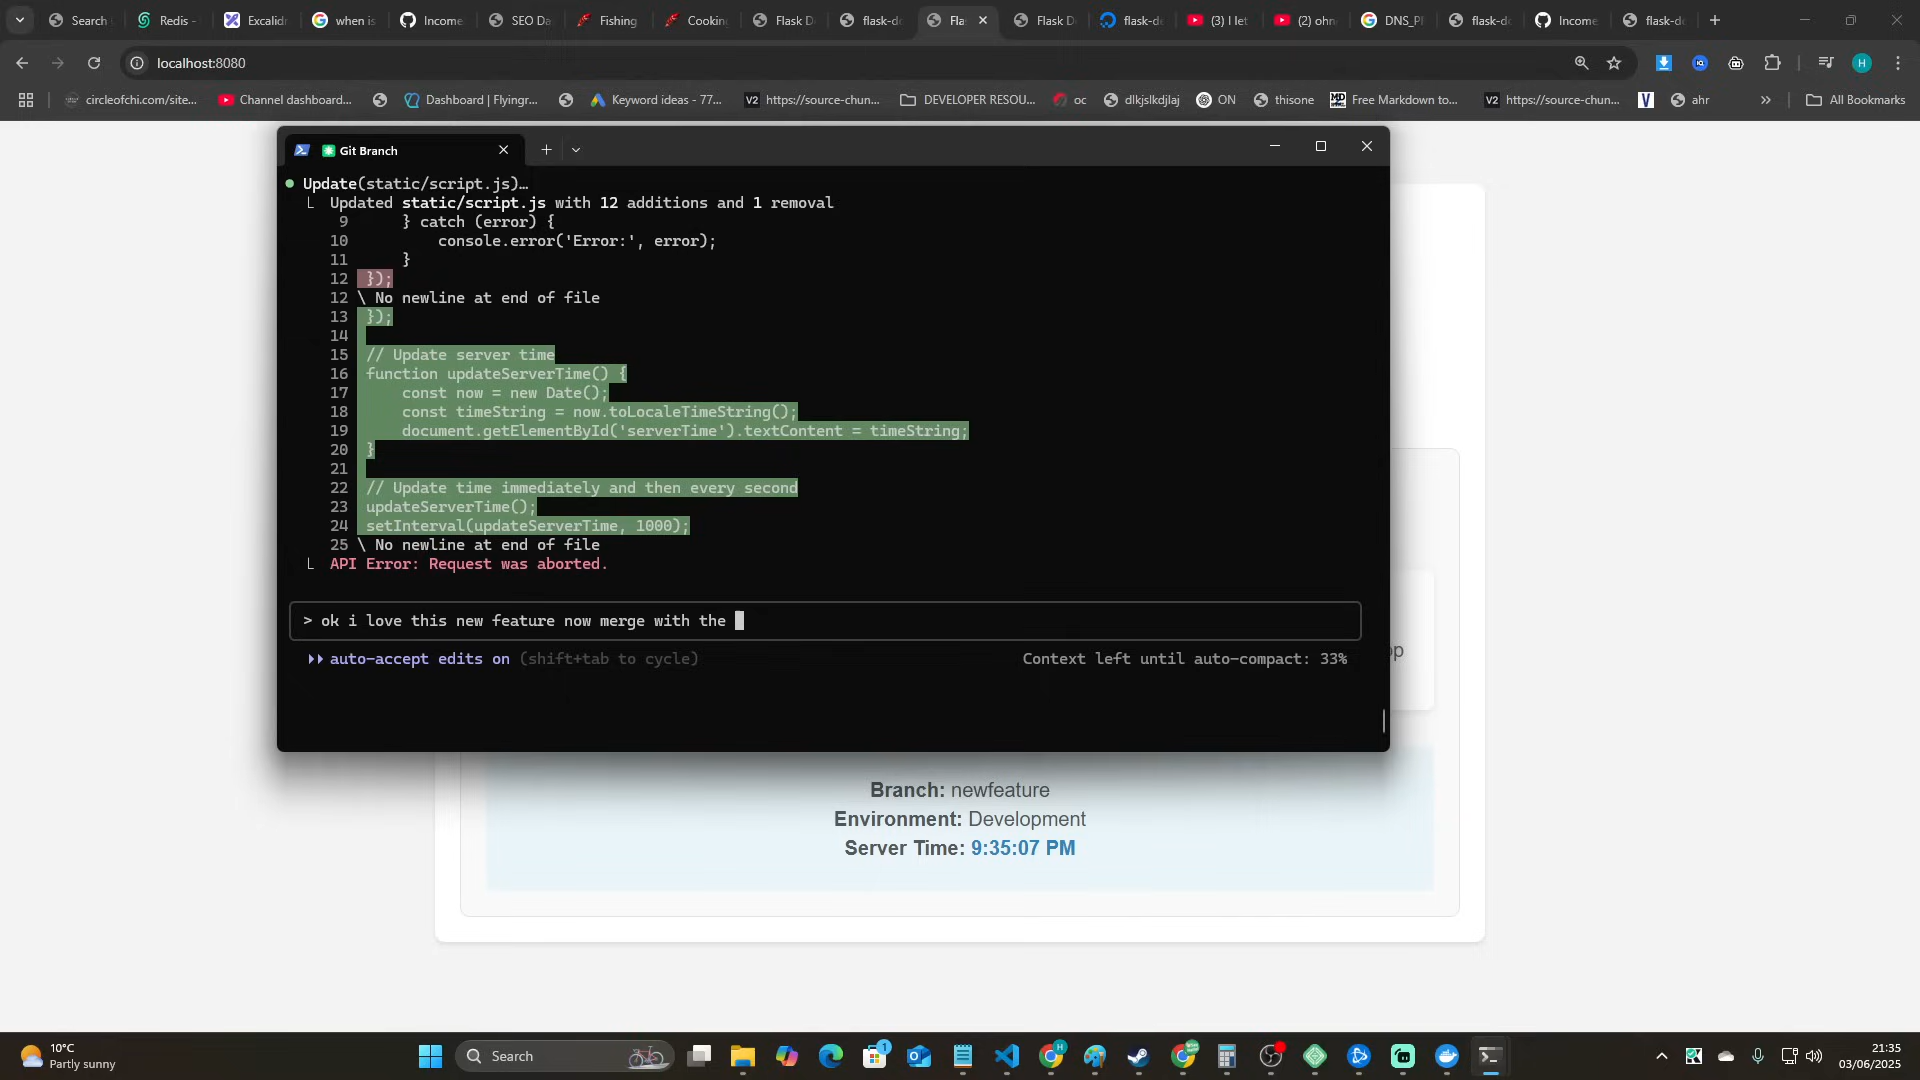 Search
Redis -
Excalidr
when is
Income
SEO Da
Fishing
Cooking
Flask D
flask-de
Fla
Flask D
flask-de
(3) I let
(2) ohn
DNS_PI
flask-de
Income
flask-de
localhost:8080
H
circleofchi.com/site...
Channel dashboard...
Dashboard | Flyingr...
Keyword ideas - 77...
https://source-chun...
DEVELOPER RESOU...
oc
dlkjslkdjlaj
ON
thisone
Free Markdown to...
https://source-chun...
ahr
All Bookmarks
Git Branch
Update(static/script.js)…
Updated static/script.js with 12 additions and 1 removal
9 } catch (error) {
10 console.error('Error:', error);
11 }
12 });
12 \ No newline at end of file
13 });
14
15 // Update server time
16 function updateServerTime() {
17 const now = new Date();
18 const timeString = now.toLocaleTimeString();
19 document.getElementById('serverTime').textContent = timeString;
20 }
21
22 // Update time immediately and then every second
23 updateServerTime();
24 setInterval(updateServerTime, 1000);
25 \ No newline at end of file
API Error: Request was aborted.
> ok i love this new feature now merge with the
auto-accept edits on (shift+tab to cycle)
Context left until auto-compact: 33%
op
Branch: newfeature
Environment: Development
Server Time: 9:35:07 PM
10°C
Partly sunny
Search
21:35
03/06/2025